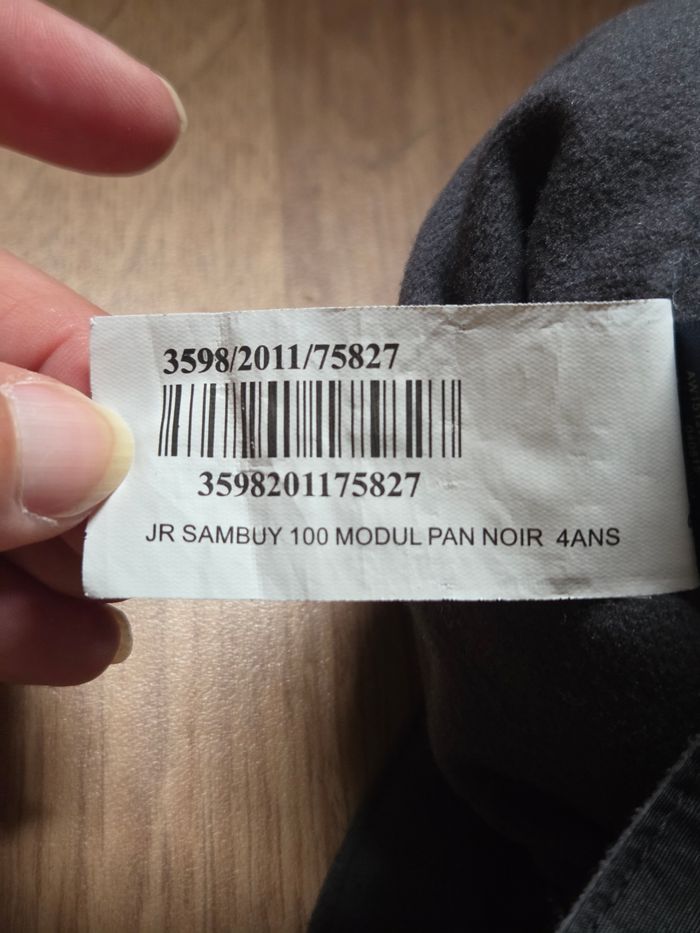 3598/2011/75827
3598201175827
JR SAMBUY 100 MODUL PAN NOIR 4ANS